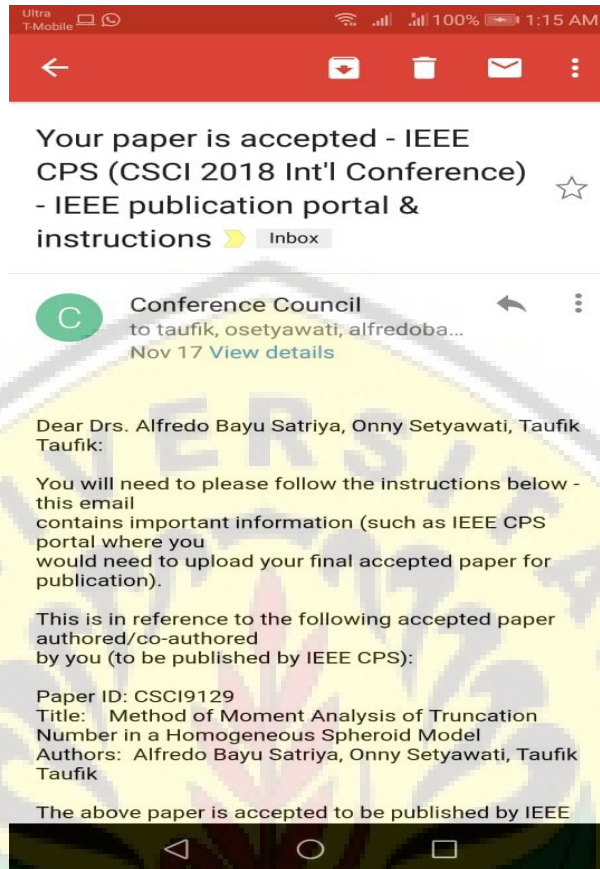 Ultra
T-Mobile
100% 1:15 AM
Your paper is accepted - IEEE
CPS (CSCI 2018 Int'l Conference)
- IEEE publication portal &
instructions Inbox
C
Conference Council
to taufik, osetyawati, alfredoba...
Nov 17 View details
Dear Drs. Alfredo Bayu Satriya, Onny Setyawati, Taufik
Taufik:
You will need to please follow the instructions below -
this email
contains important information (such as IEEE CPS
portal where you
would need to upload your final accepted paper for
publication).
This is in reference to the following accepted paper
authored/co-authored
by you (to be published by IEEE CPS):
Paper ID: CSCI9129
Title: Method of Moment Analysis of Truncation
Number in a Homogeneous Spheroid Model
Authors: Alfredo Bayu Satriya, Onny Setyawati, Taufik
Taufik
The above paper is accepted to be published by IEEE